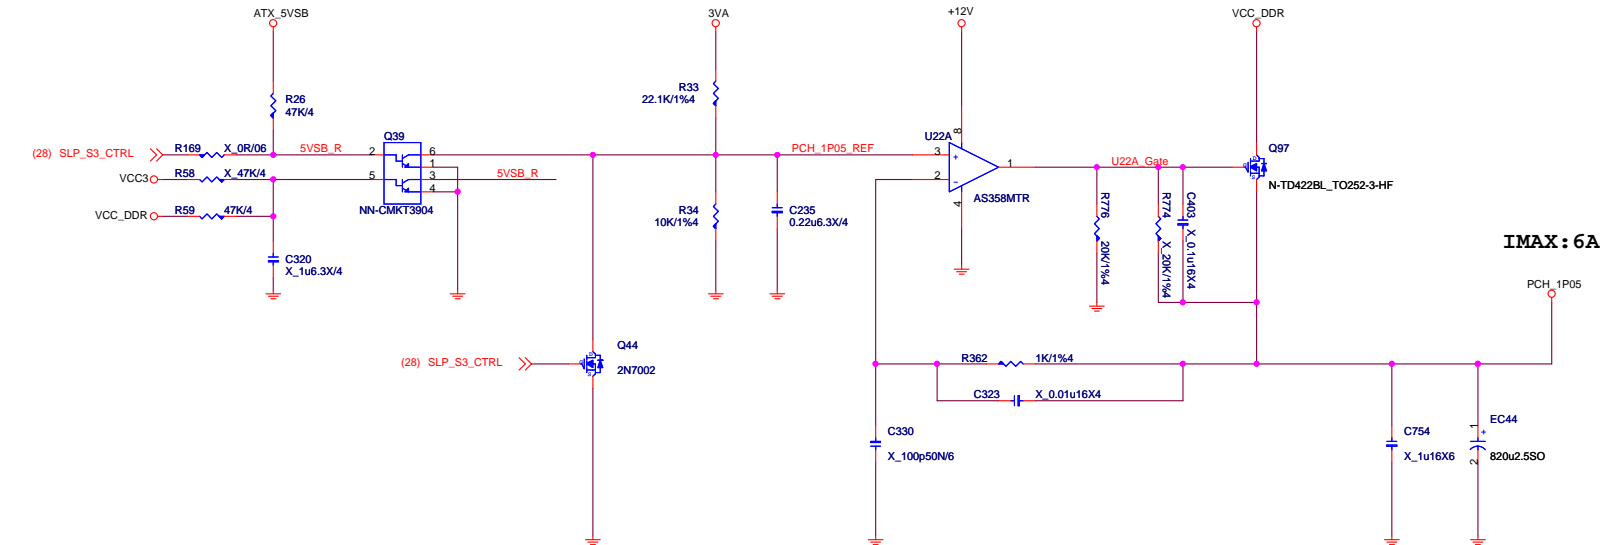 ATX_5VSB
3VA
+12V
VCC_DDR
R26
47K/4
R33
22.1K/1%4
(28) SLP_S3_CTRL
R169
X_0R/06
5VSB_R
2
Q39
6
1
3
4
5
NN-CMKT3904
5VSB_R
R58
X_47K/4
VCC3
VCC_DDR
R59
47K/4
C320
X_1u6.3X/4
R34
10K/1%4
C235
0.22u6.3X/4
PCH_1P05_REF
U22A
3
2
8
4
1
+
-
AS358MTR
U22A_Gate
R776
20K/1%4
R774
X_20K/1%4
C403
X_0.1u16X4
Q97
N-TD422BL_TO252-3-HF
G
D
S
IMAX:6A
PCH_1P05
(28) SLP_S3_CTRL
Q44
2N7002
G
D
S
R362
1K/1%4
C323
X_0.01u16X4
C330
X_100p50N/6
C754
X_1u16X6
EC44
1
+
2
820u2.5SO